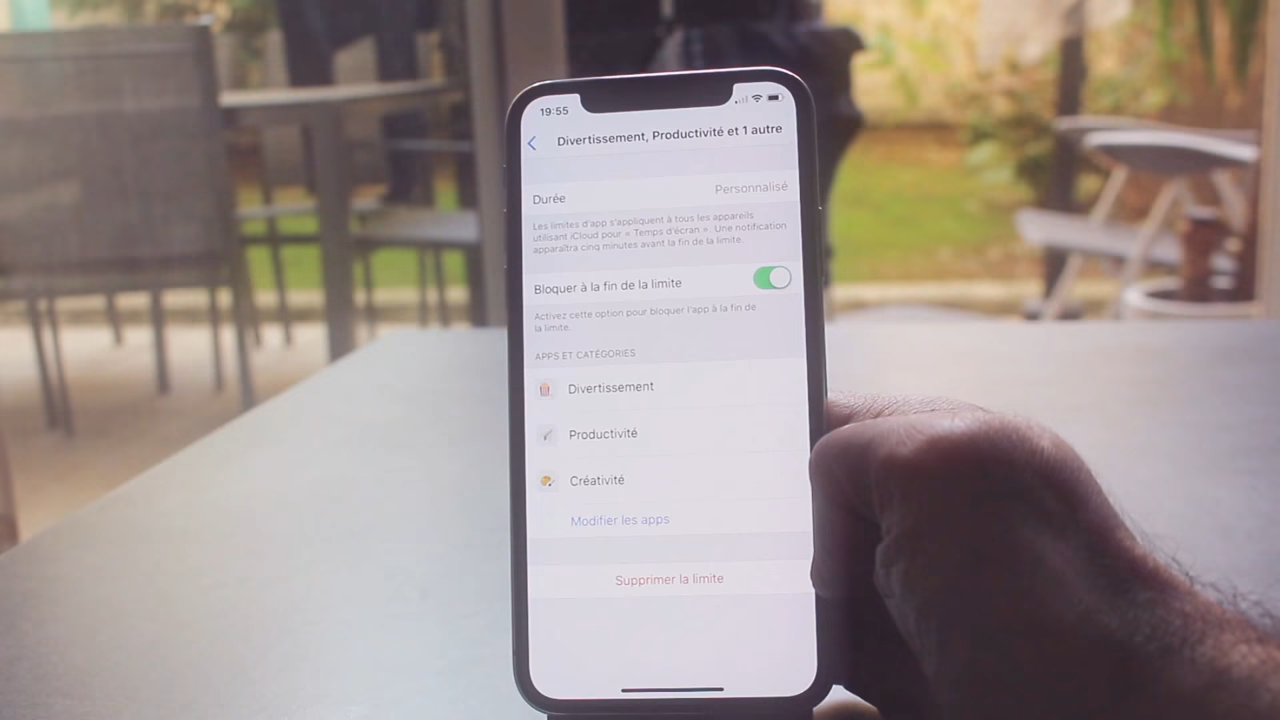 19:55
Divertissement, Productivité et 1 autre
Durée
Personnalisé
Les limites d'app s'appliquent à tous les appareils
utilisant iCloud pour « Temps d'écran ». Une notification
apparaîtra cinq minutes avant la fin de la limite.
Bloquer à la fin de la limite
Activez cette option pour bloquer l'app à la fin de
la limite.
APPS ET CATÉGORIES
Divertissement
Productivité
Créativité
Modifier les apps
Supprimer la limite